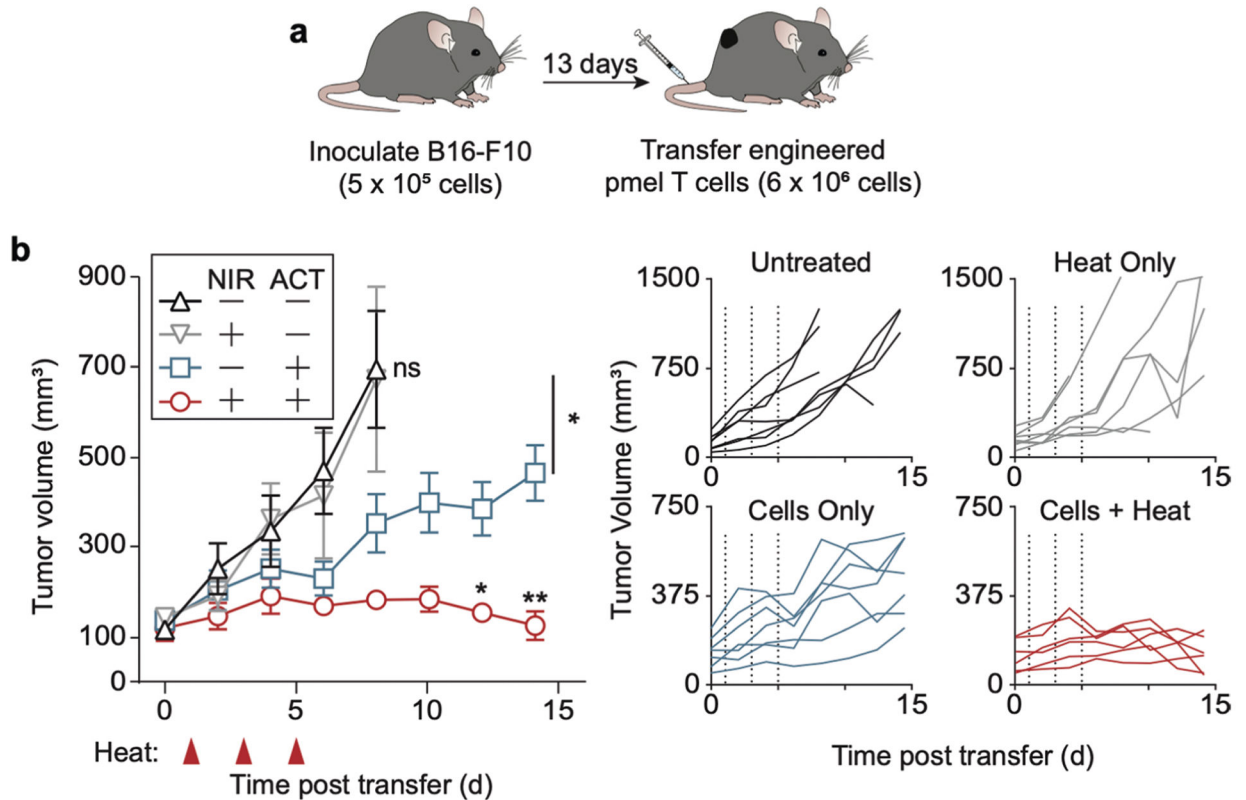 a
13 days
Inoculate B16-F10
(5 x 10⁵ cells)
Transfer engineered
pmel T cells (6 x 10⁶ cells)
b
NIR ACT
– –
+ –
– +
+ +
900
700
500
300
100
0
Tumor volume (mm³)
ns
*
*
**
0 5 10 15
Heat:
Time post transfer (d)
Untreated
1500
750
0
0 15
Heat Only
1500
750
0
0 15
Tumor Volume (mm³)
Cells Only
750
375
0
0 15
Cells + Heat
750
375
0
0 15
Time post transfer (d)